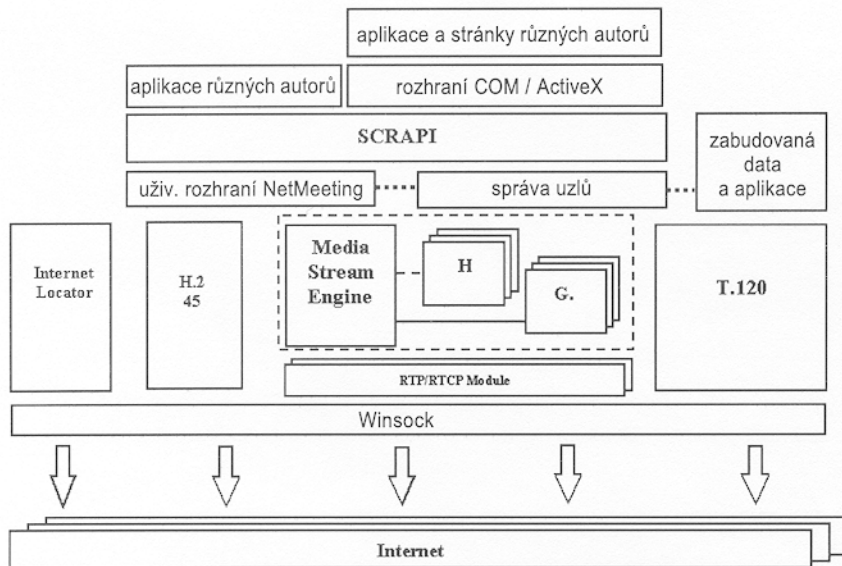 aplikace a stránky různých autorů
aplikace různých autorů
rozhraní COM / ActiveX
SCRAPI
zabudovaná
data
a aplikace
uživ. rozhraní NetMeeting
správa uzlů
Internet
Locator
H.2
45
Media
Stream
Engine
H
G.
T.120
RTP/RTCP Module
Winsock
Internet